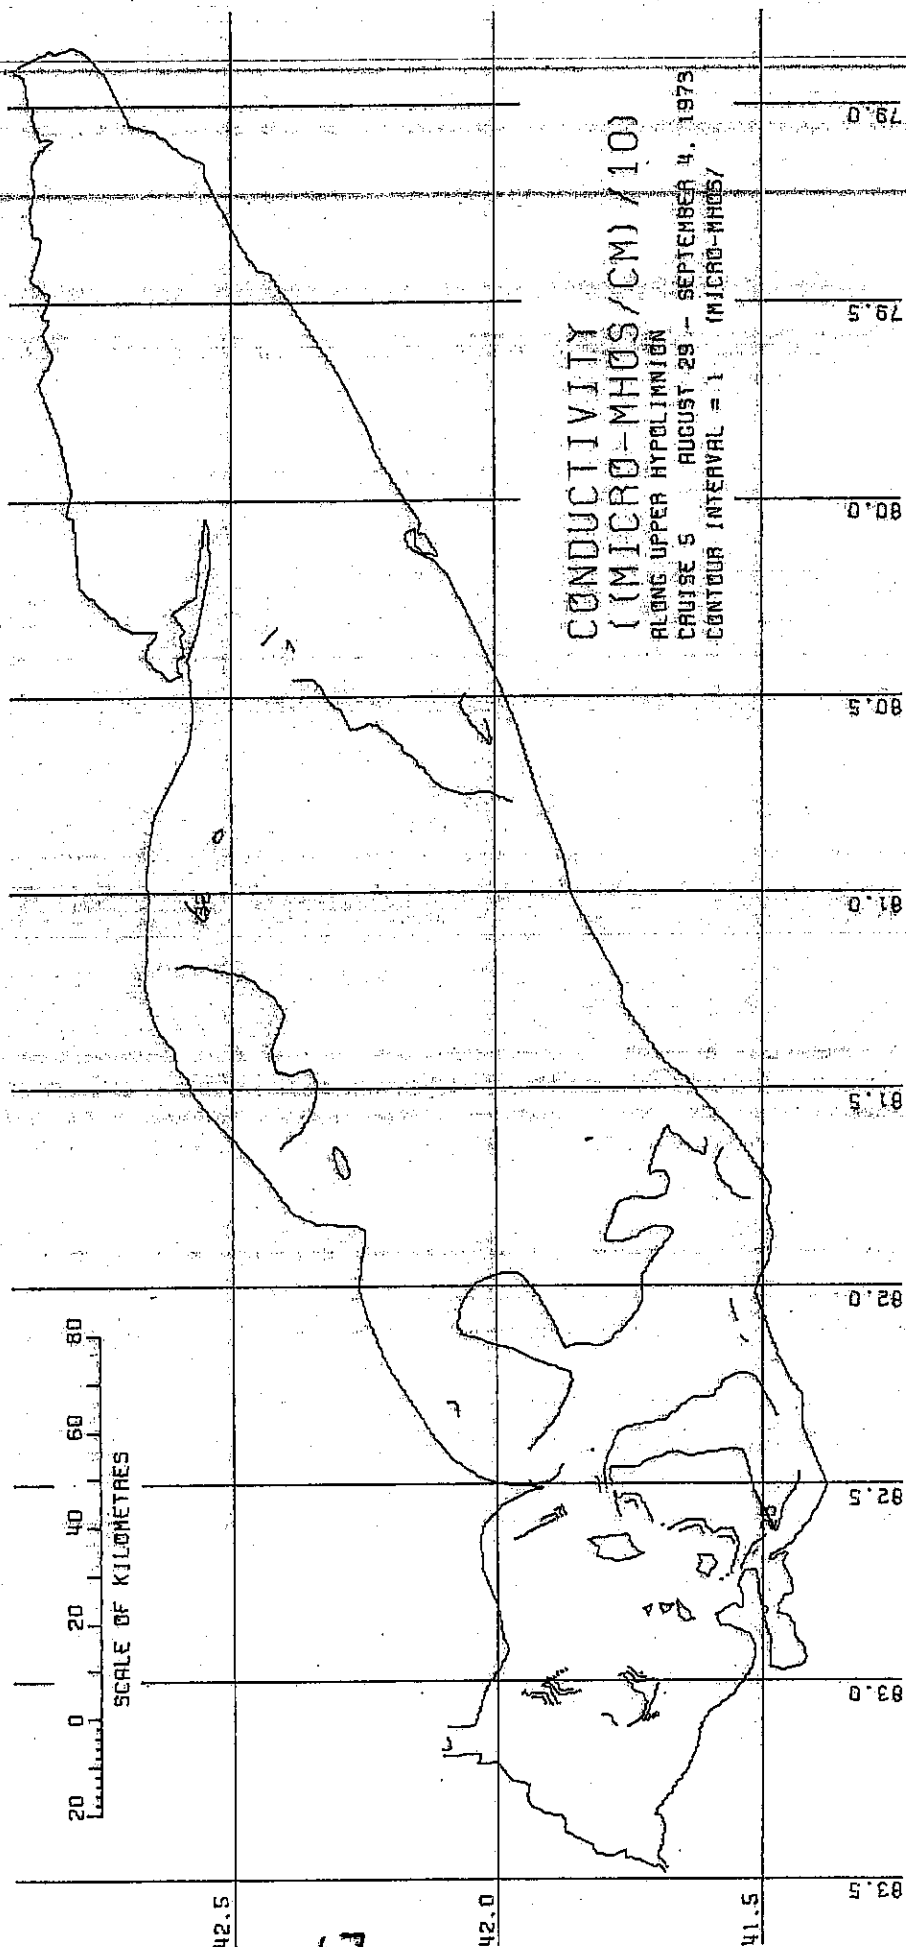 CONDUCTIVITY
((MICRO-MHOS/CM)/10)
ALONG UPPER HYPOLIMNION
CRUISE 5 AUGUST 29 - SEPTEMBER 4, 1973
CONTOUR INTERVAL = 1 (MICRO-MHOS/
20 0 20 40 60 80
SCALE OF KILOMETRES
42.5
42.0
41.5
83.5 83.0 82.5 82.0 81.5 81.0 80.5 80.0 79.5 79.0